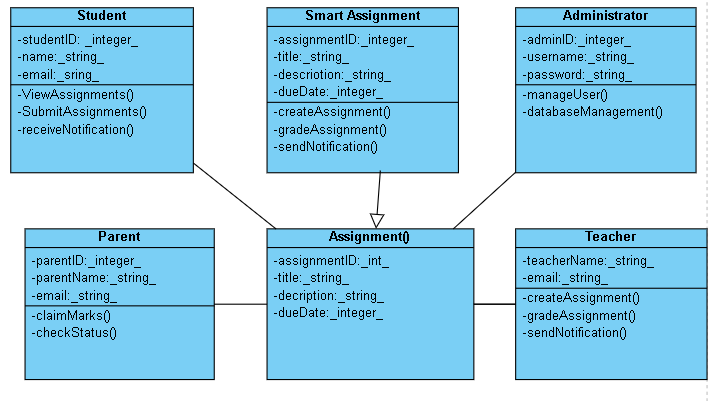 Student
-studentID: _integer_
-name:_string_
-email:_sring_
-ViewAssignments()
-SubmitAssignments()
-receiveNotification()
Smart Assignment
-assignmentID:_integer_
-title:_string_
-descriotion:_string_
-dueDate:_integer_
-createAssignment()
-gradeAssignment()
-sendNotification()
Administrator
-adminID:_integer_
-username:_string_
-password:_string_
-manageUser()
-databaseManagement()
Parent
-parentID:_integer_
-parentName:_string_
-email:_string_
-claimMarks()
-checkStatus()
Assignment()
-assignmentID:_int_
-title:_string_
-decription:_string_
-dueDate:_integer_
Teacher
-teacherName:_string_
-email:_string_
-createAssignment()
-gradeAssignment()
-sendNotification()